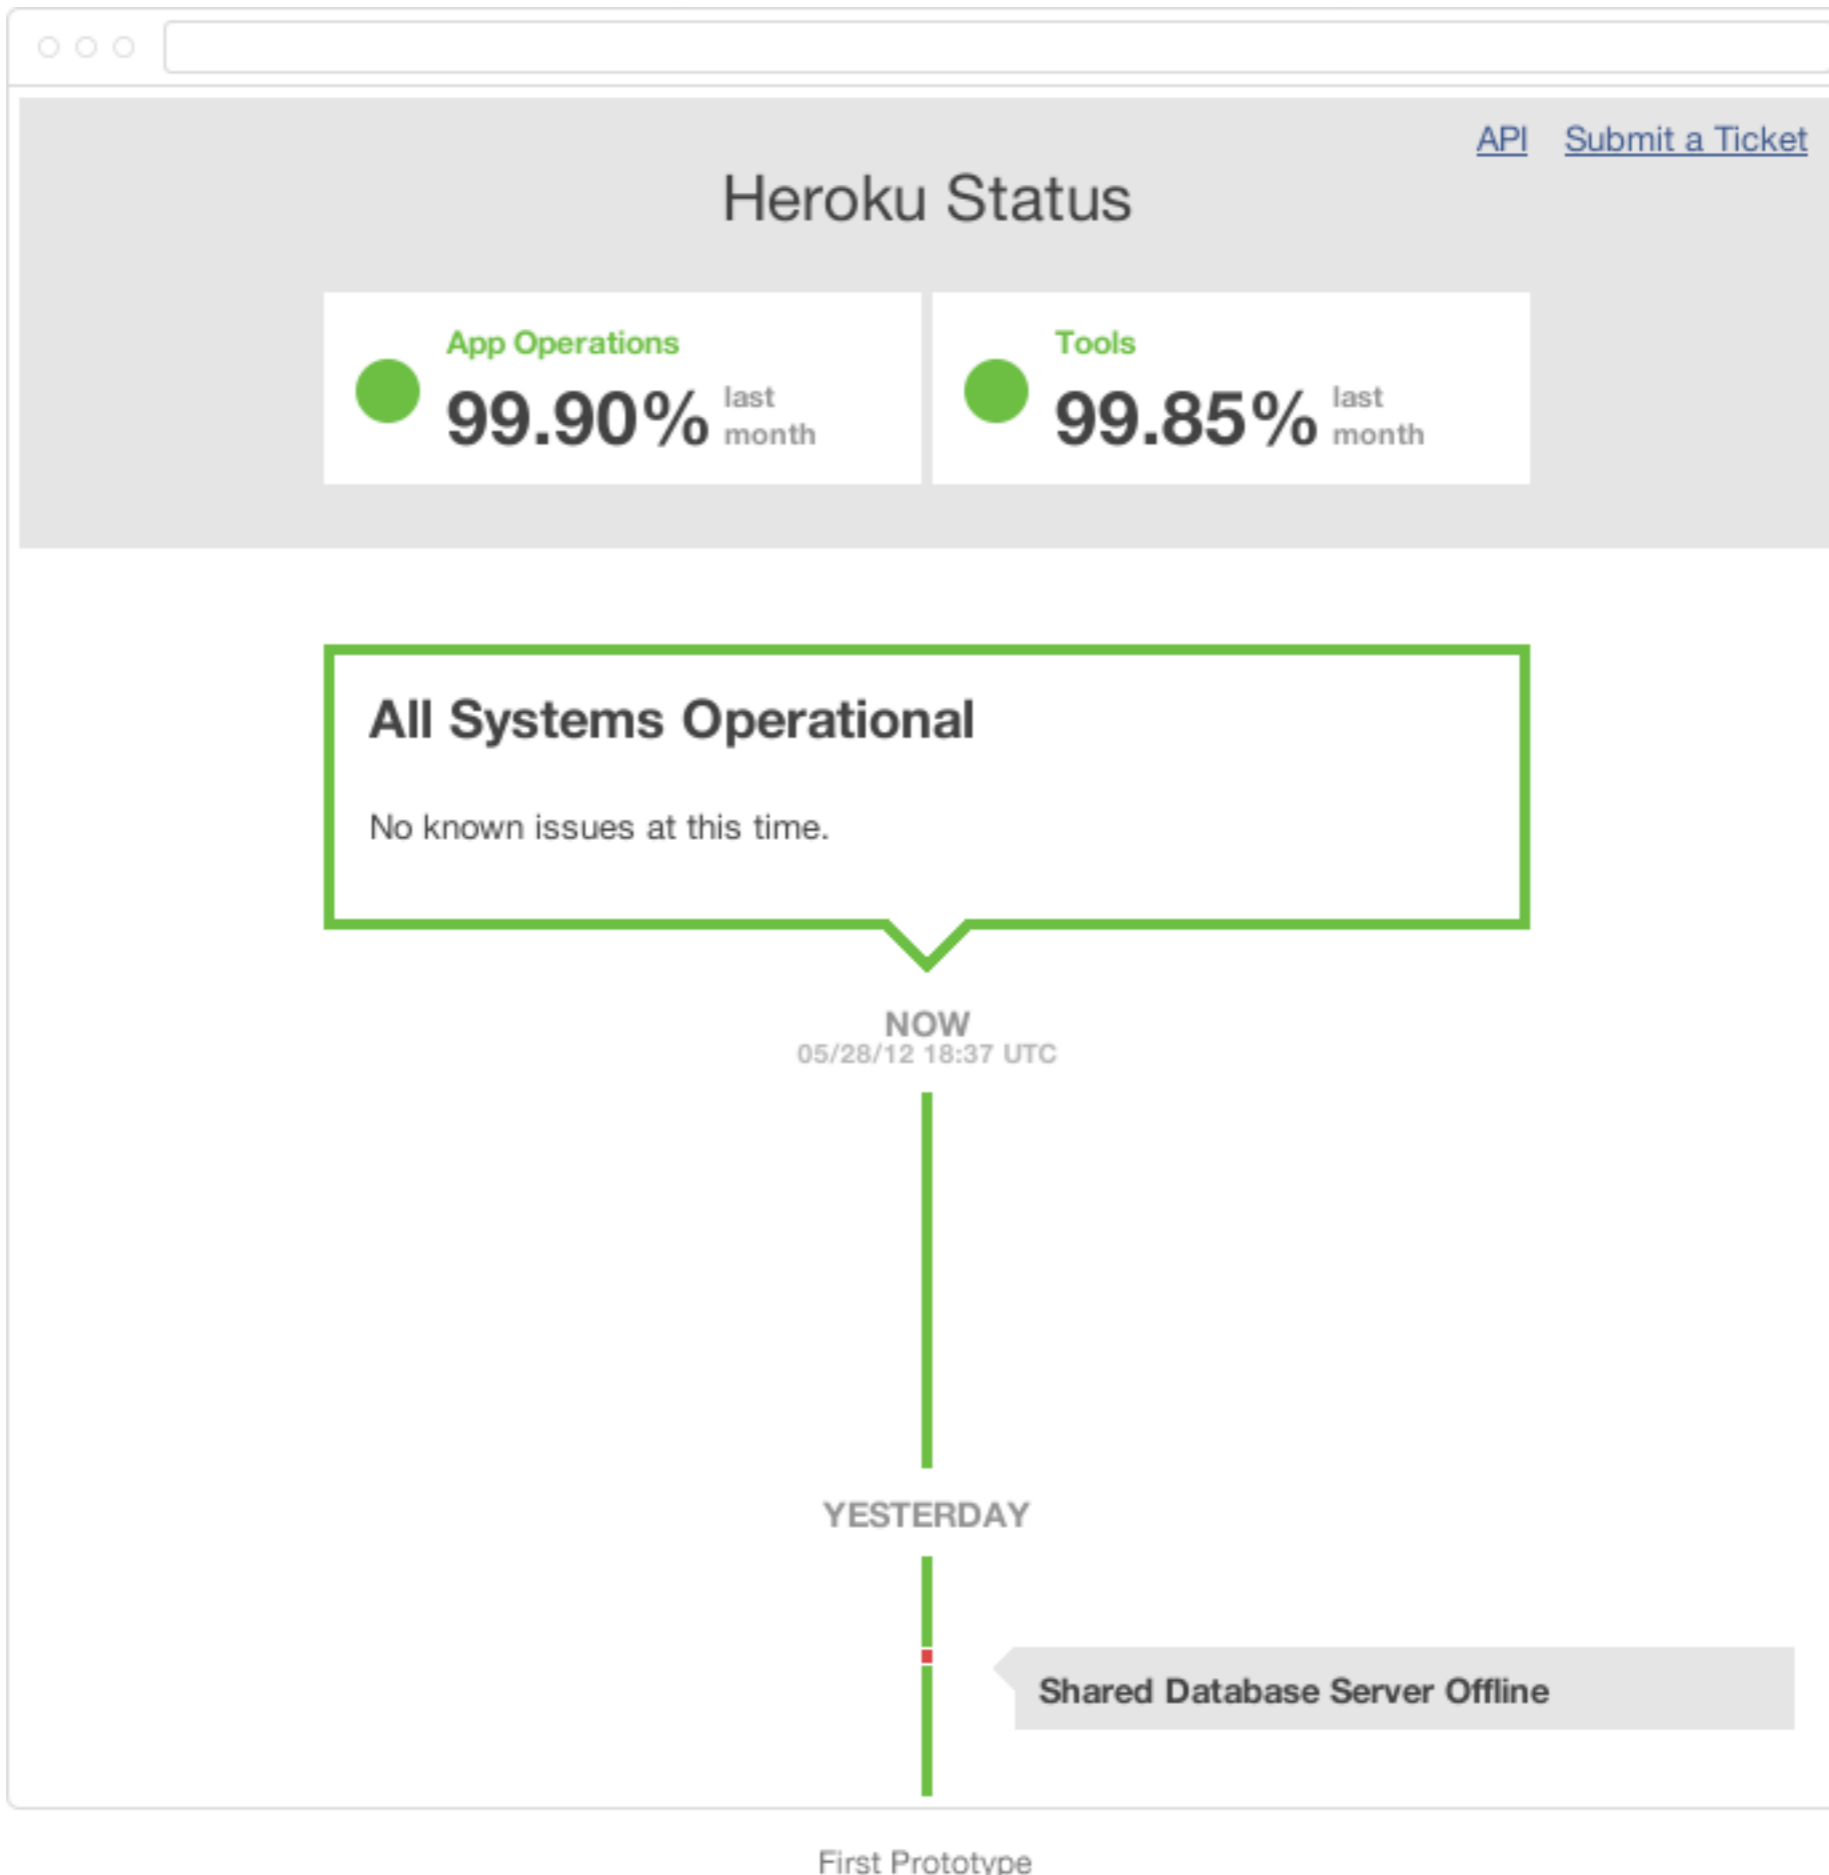 API Submit a Ticket
Heroku Status
App Operations
99.90% last month
Tools
99.85% last month
All Systems Operational
No known issues at this time.
NOW
05/28/12 18:37 UTC
YESTERDAY
Shared Database Server Offline
First Prototype